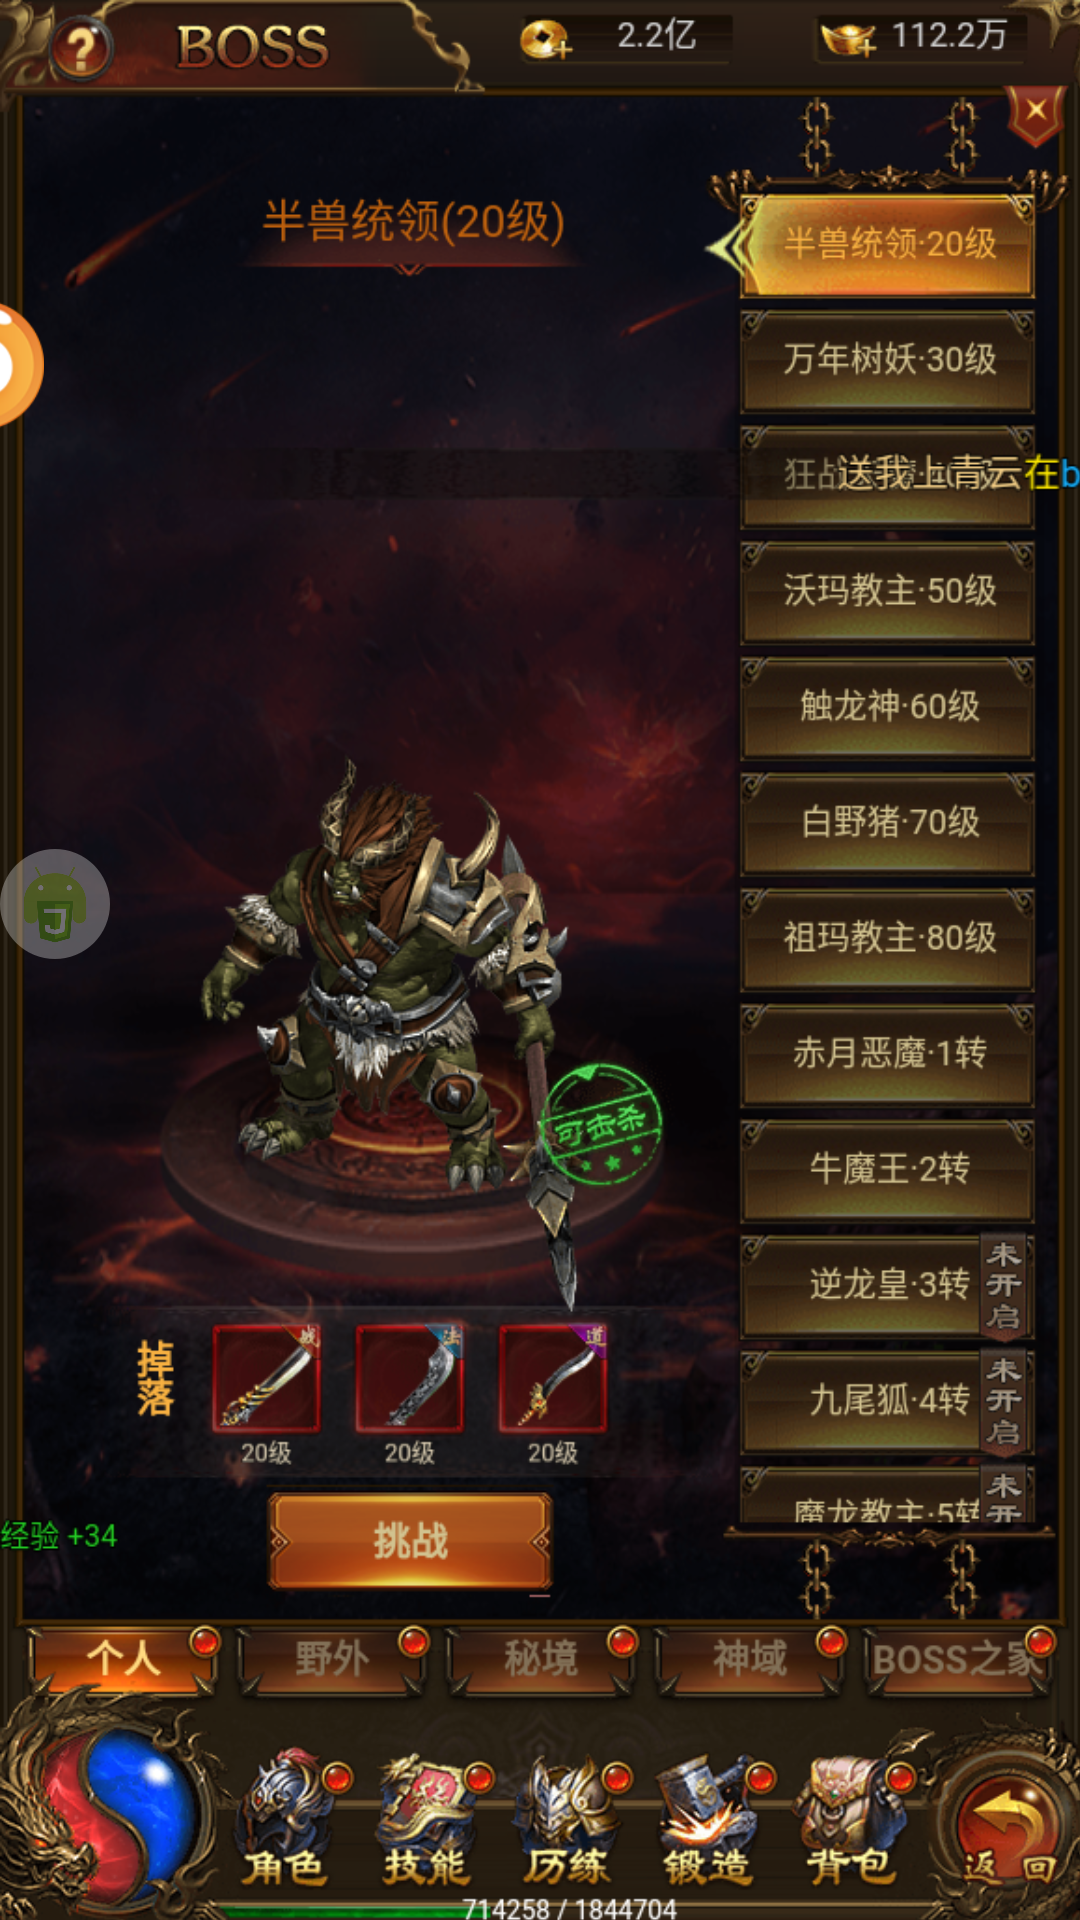 BOSS
2.2亿
112.2万
半兽统领(20级)
半兽统领·20级
万年树妖·30级
送我上青云在b
沃玛教主·50级
触龙神·60级
白野猪·70级
祖玛教主·80级
赤月恶魔·1转
牛魔王·2转
逆龙皇·3转
未开启
九尾狐·4转
未开启
魔龙教主·5转
未开
可击杀
掉落
战
法
道
20级
20级
20级
挑战
经验 +34
个人
野外
秘境
神域
BOSS之家
角色
技能
历练
锻造
背包
返回
714258 / 1844704